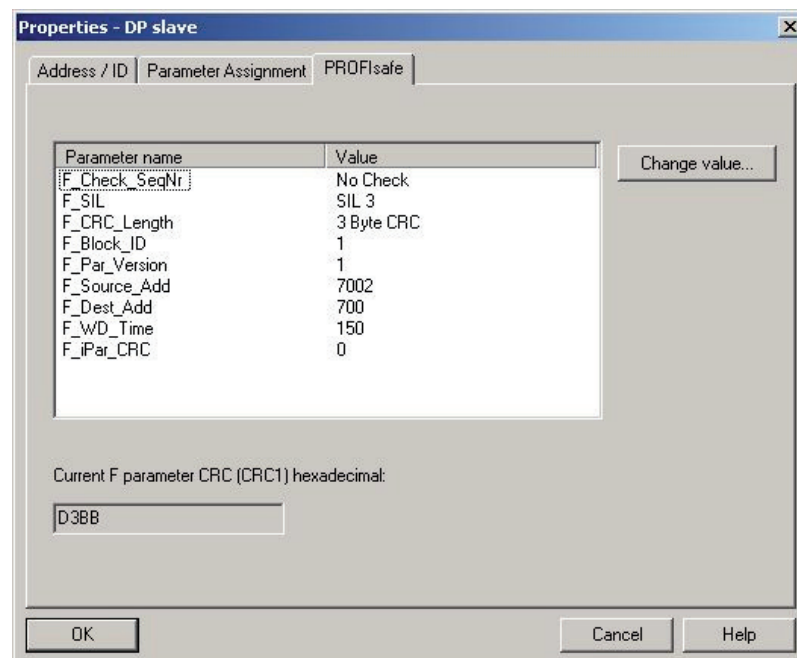 Properties - DP slave
Address / ID Parameter Assignment PROFIsafe
Parameter name Value
Change value...
F_Check_SeqNr No Check
F_SIL SIL 3
F_CRC_Length 3 Byte CRC
F_Block_ID 1
F_Par_Version 1
F_Source_Add 7002
F_Dest_Add 700
F_WD_Time 150
F_iPar_CRC 0
Current F parameter CRC (CRC1) hexadecimal:
D3BB
OK Cancel Help